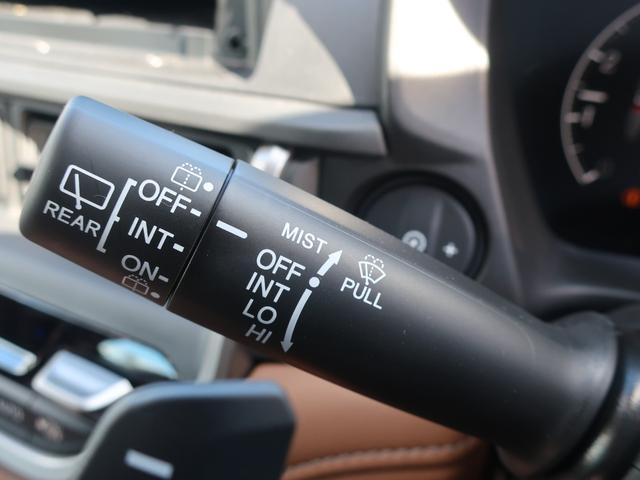 REAR
OFF
INT
ON
MIST
OFF
INT
LO
HI
PULL